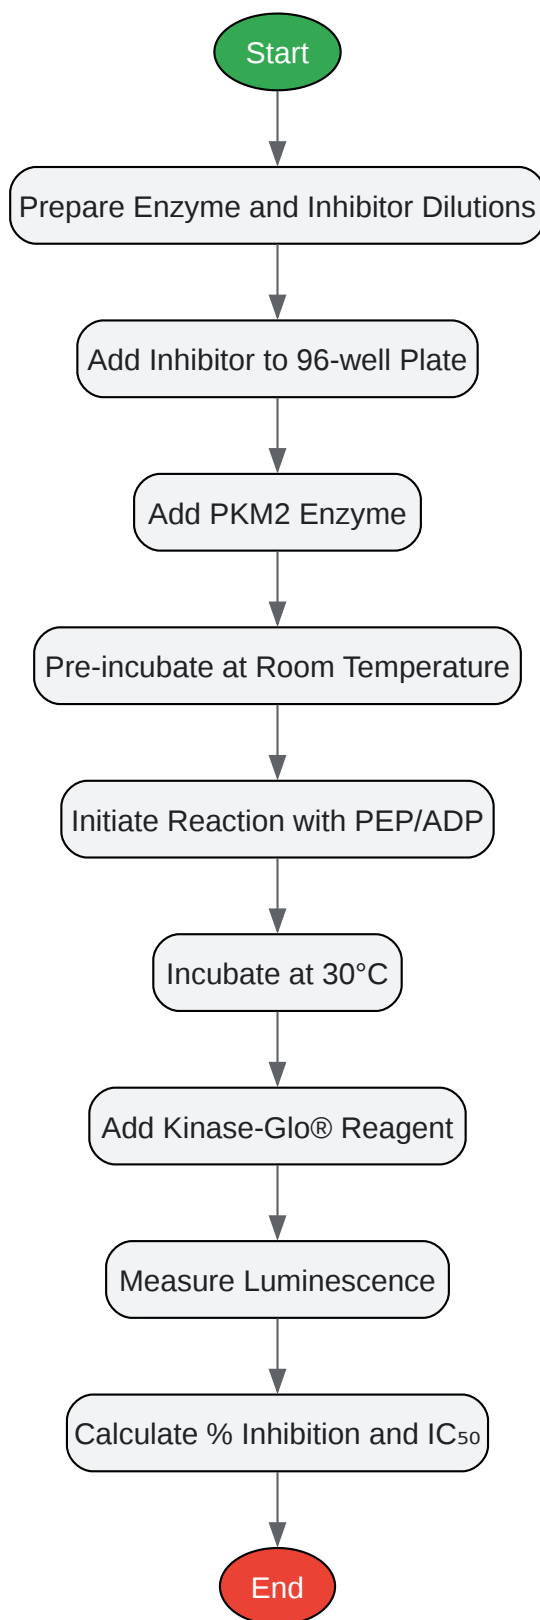 Start
Prepare Enzyme and Inhibitor Dilutions
Add Inhibitor to 96-well Plate
Add PKM2 Enzyme
Pre-incubate at Room Temperature
Initiate Reaction with PEP/ADP
Incubate at 30°C
Add Kinase-Glo® Reagent
Measure Luminescence
Calculate % Inhibition and IC₅₀
End